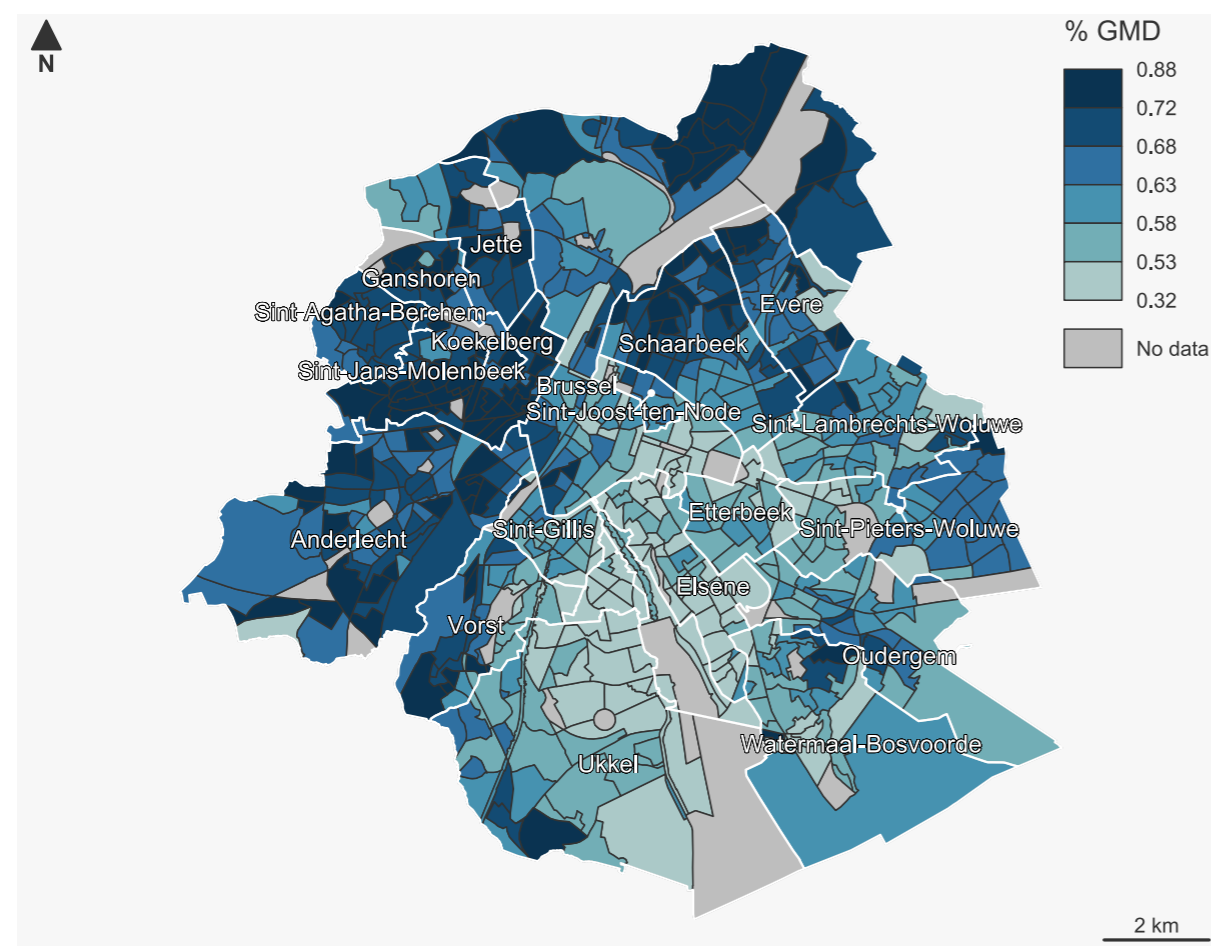 % GMD
N
0.88
0.72
0.68
0.63
0.58
0.53
0.32
No data
Jette
Ganshoren
Sint-Agatha-Berchem
Evere
Koekelberg
Schaarbeek
Sint-Jans-Molenbeek
Brussel
Sint-Joost-ten-Node
Sint-Lambrechts-Woluwe
Etterbeek
Sint-Gillis
Sint-Pieters-Woluwe
Anderlecht
Elsene
Vorst
Oudergem
Watermaal-Bosvoorde
Ukkel
2 km